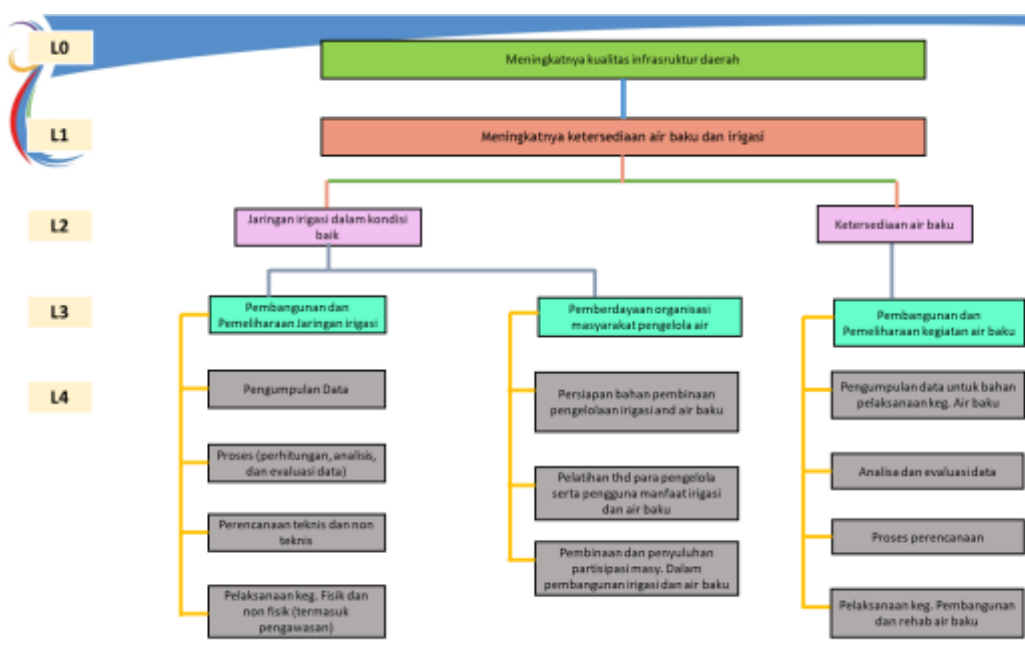 L0
Meningkatnya kualitas infrasruktur daerah
L1
Meningkatnya ketersediaan air baku dan irigasi
L2
Jaringan irigasi dalam kondisi
baik
Ketersediaan air baku
L3
Pembangunan dan
Pemeliharaan Jaringan irigasi
Pemberdayaan organisasi
masyarakat pengelola air
Pembangunan dan
Pemeliharaan kegiatan air baku
L4
Pengumpulan Data
Persiapan bahan pembinaan
pengelolaan irigasi and air baku
Pengumpulan data untuk bahan
pelaksanaan keg. Air baku
Proses (perhitungan, analisis,
dan evaluasi data)
Pelatihan thd para pengelola
serta pengguna manfaat irigasi
dan air baku
Analisa dan evaluasi data
Perencanaan teknis dan non
teknis
Pembinaan dan penyuluhan
partisipasi masy. Dalam
pembangunan irigasi dan air baku
Proses perencanaan
Pelaksanaan keg. Fisik dan
non fisik (termasuk
pengawasan)
Pelaksanaan keg. Pembangunan
dan rehab air baku